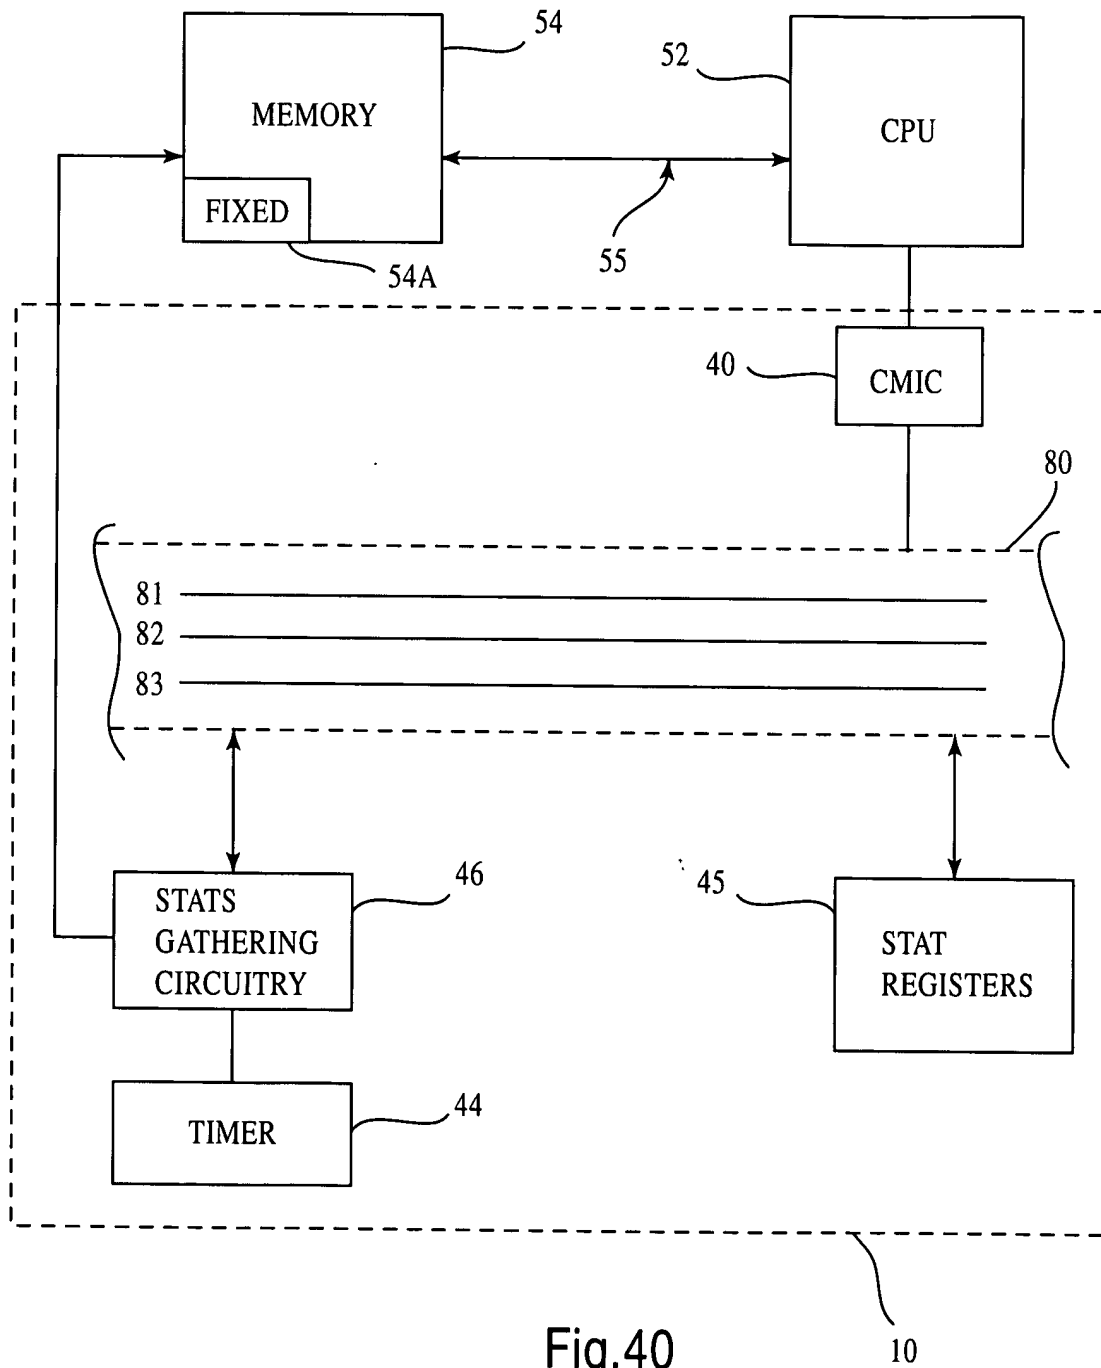 54
MEMORY
FIXED
54A
52
CPU
55
40
CMIC
80
81
82
83
46
STATS
GATHERING
CIRCUITRY
45
STAT
REGISTERS
44
TIMER
10
Fig.40